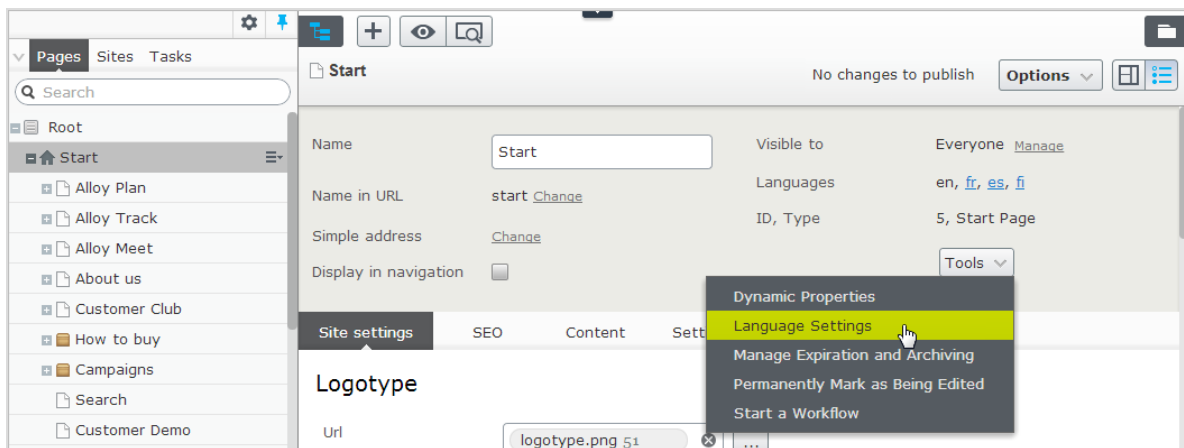 Pages Sites Tasks
Search
Root
Start
Alloy Plan
Alloy Track
Alloy Meet
About us
Customer Club
How to buy
Campaigns
Search
Customer Demo
Start
No changes to publish
Options
Name
Start
Name in URL
start Change
Simple address
Change
Display in navigation
Visible to
Everyone Manage
Languages
en, fr, es, fi
ID, Type
5, Start Page
Tools
Dynamic Properties
Language Settings
Manage Expiration and Archiving
Permanently Mark as Being Edited
Start a Workflow
Site settings SEO Content Sett
Logotype
Url
logotype.png 51
...